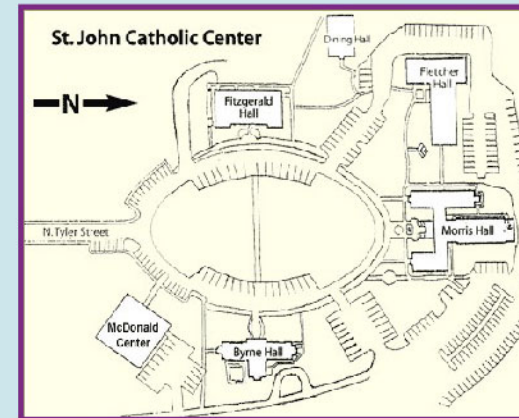 St. John Catholic Center
Dining Hall
Fletcher
Hall
N
Fitzgerald
Hall
Morris Hall
N. Tyler Street
McDonald
Center
Byrne Hall